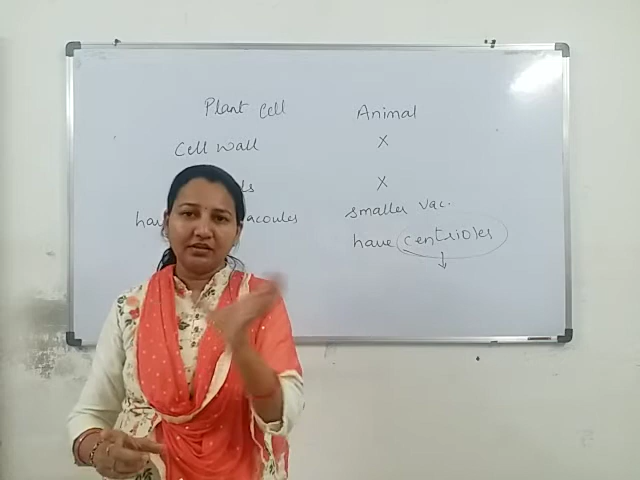 Plant Cell Animal
Cell wall X
X
smaller vac.
have centrioles